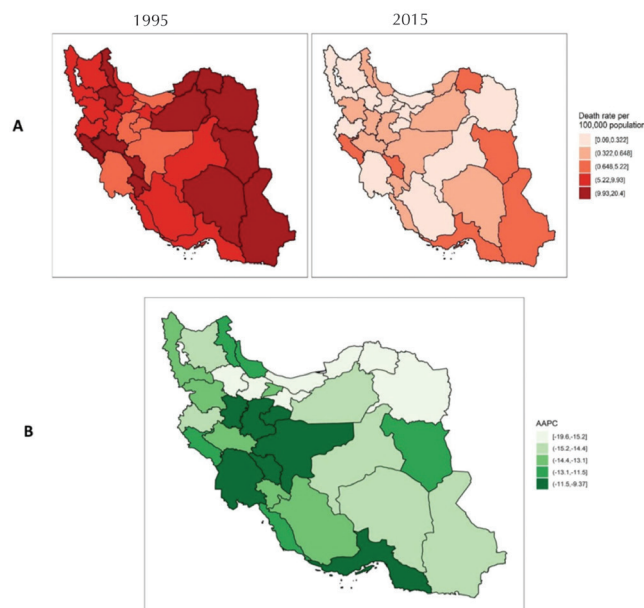 1995
2015
A
Death rate per
100,000 population
[0.06,0.322]
(0.322,0.648]
(0.648,5.22]
(5.22,9.93]
(9.93,20.4]
B
AAPC
[-19.6,-15.2]
(-15.2,-14.4]
(-14.4,-13.1]
(-13.1,-11.5]
(-11.5,-9.37]